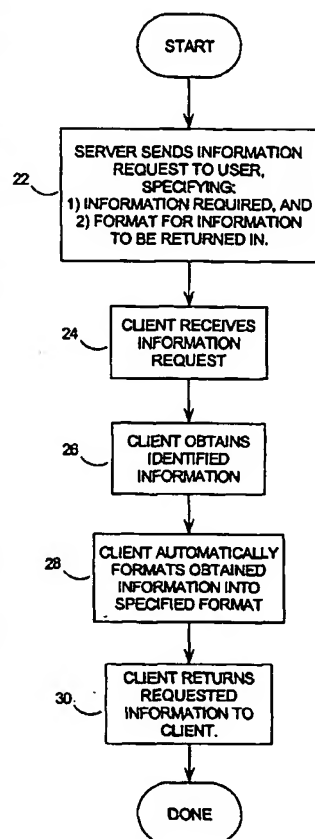 START
22
SERVER SENDS INFORMATION
REQUEST TO USER,
SPECIFYING:
1) INFORMATION REQUIRED, AND
2) FORMAT FOR INFORMATION
TO BE RETURNED IN.
24
CLIENT RECEIVES
INFORMATION
REQUEST
26
CLIENT OBTAINS
IDENTIFIED
INFORMATION
28
CLIENT AUTOMATICALLY
FORMATS OBTAINED
INFORMATION INTO
SPECIFIED FORMAT
30
CLIENT RETURNS
REQUESTED
INFORMATION TO
CLIENT.
DONE